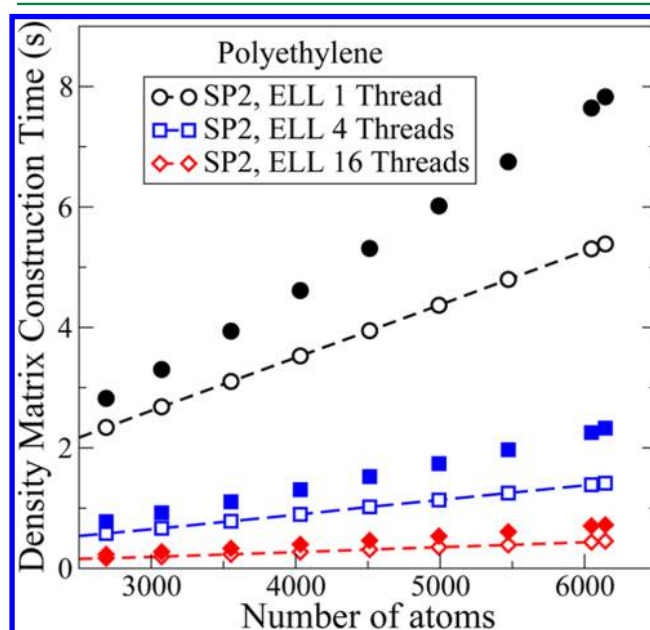 Density Matrix Construction Time (s)
Polyethylene
SP2, ELL 1 Thread
SP2, ELL 4 Threads
SP2, ELL 16 Threads
8
6
4
2
0
3000 4000 5000 6000
Number of atoms